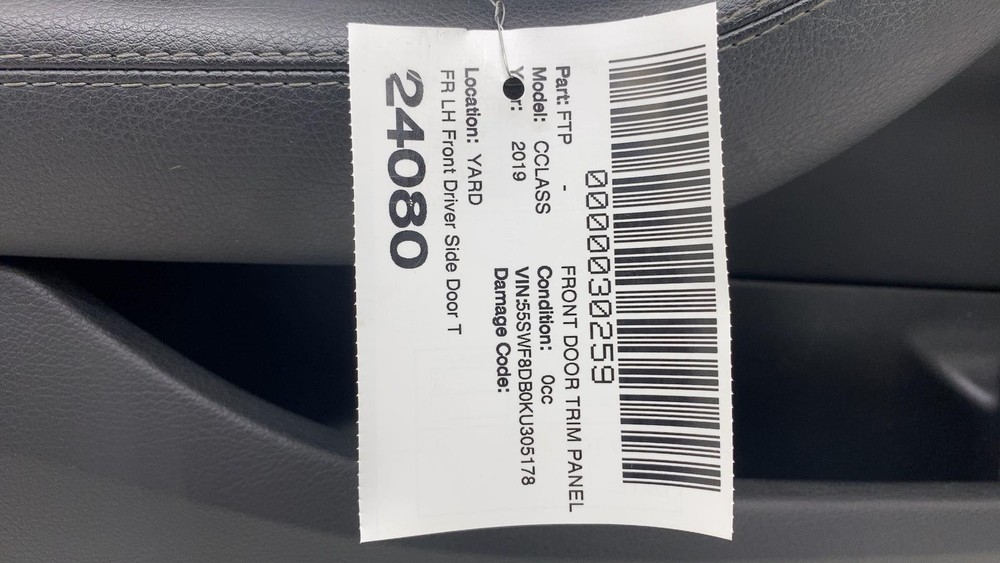 0000030259
Part: FTP - FRONT DOOR TRIM PANEL
Model: CCLASS Condition: 0cc
2019 VIN:55SWF8DB0KU305178
Damage Code:
Location: YARD
FR LH Front Driver Side Door T
24080